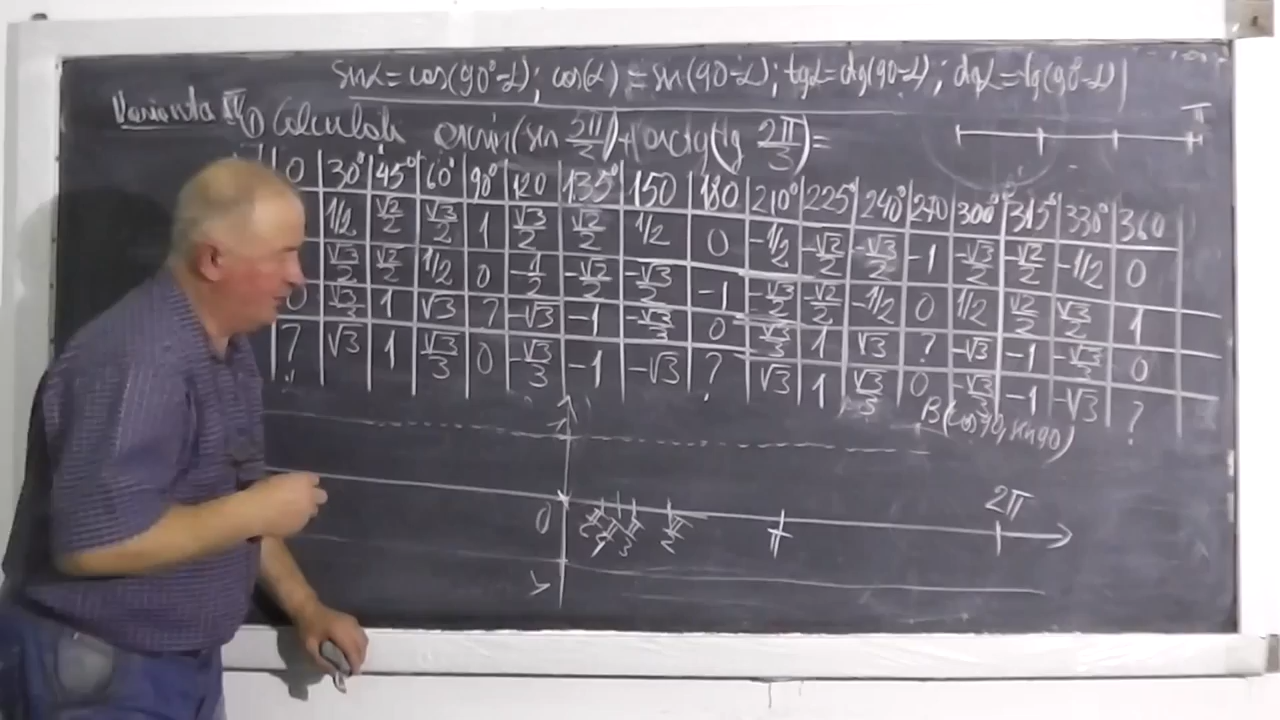 sinα = cos(90°-α); cos(α) = sin(90-α); tgα = ctg(90-α); ctgα = tg(90°-α)
Varianta IV
1) Calculati arcsin(sin 2π/2) + arctg(tg 2π/3) =
π
0 30° 45° 60° 90° 120 135° 150 180 210° 225° 240° 270 300° 315° 330° 360
1/2 √2/2 √3/2 1 √3/2 √2/2 1/2 0 -1/2 -√2/2 -√3/2 -1 -√3/2 -√2/2 -1/2 0
√3/2 √2/2 1/2 0 -1/2 -√2/2 -√3/2 -1 -√3/2 -√2/2 -1/2 0 1/2 √2/2 √3/2 1
0 √3/3 1 √3 ? -√3 -1 -√3/3 0 √3/3 1 √3 ? -√3 -1 -√3/3 0
? √3 1 √3/3 0 -√3/3 -1 -√3 ? √3 1 √3/3 0 -√3/3 -1 -√3 ?
B(cos90, sin90)
2π
0